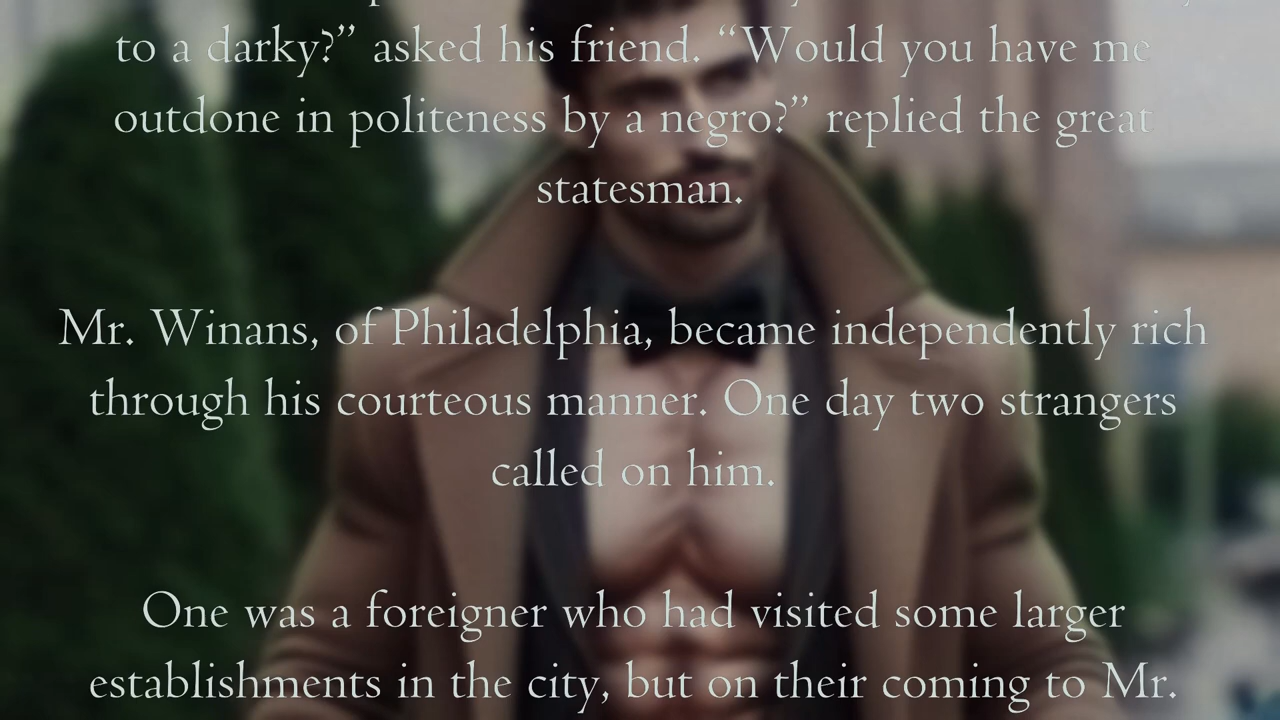 to a darky?” asked his friend. “Would you have me
outdone in politeness by a negro?” replied the great
statesman.
Mr. Winans, of Philadelphia, became independently rich
through his courteous manner. One day two strangers
called on him.
One was a foreigner who had visited some larger
establishments in the city, but on their coming to Mr.